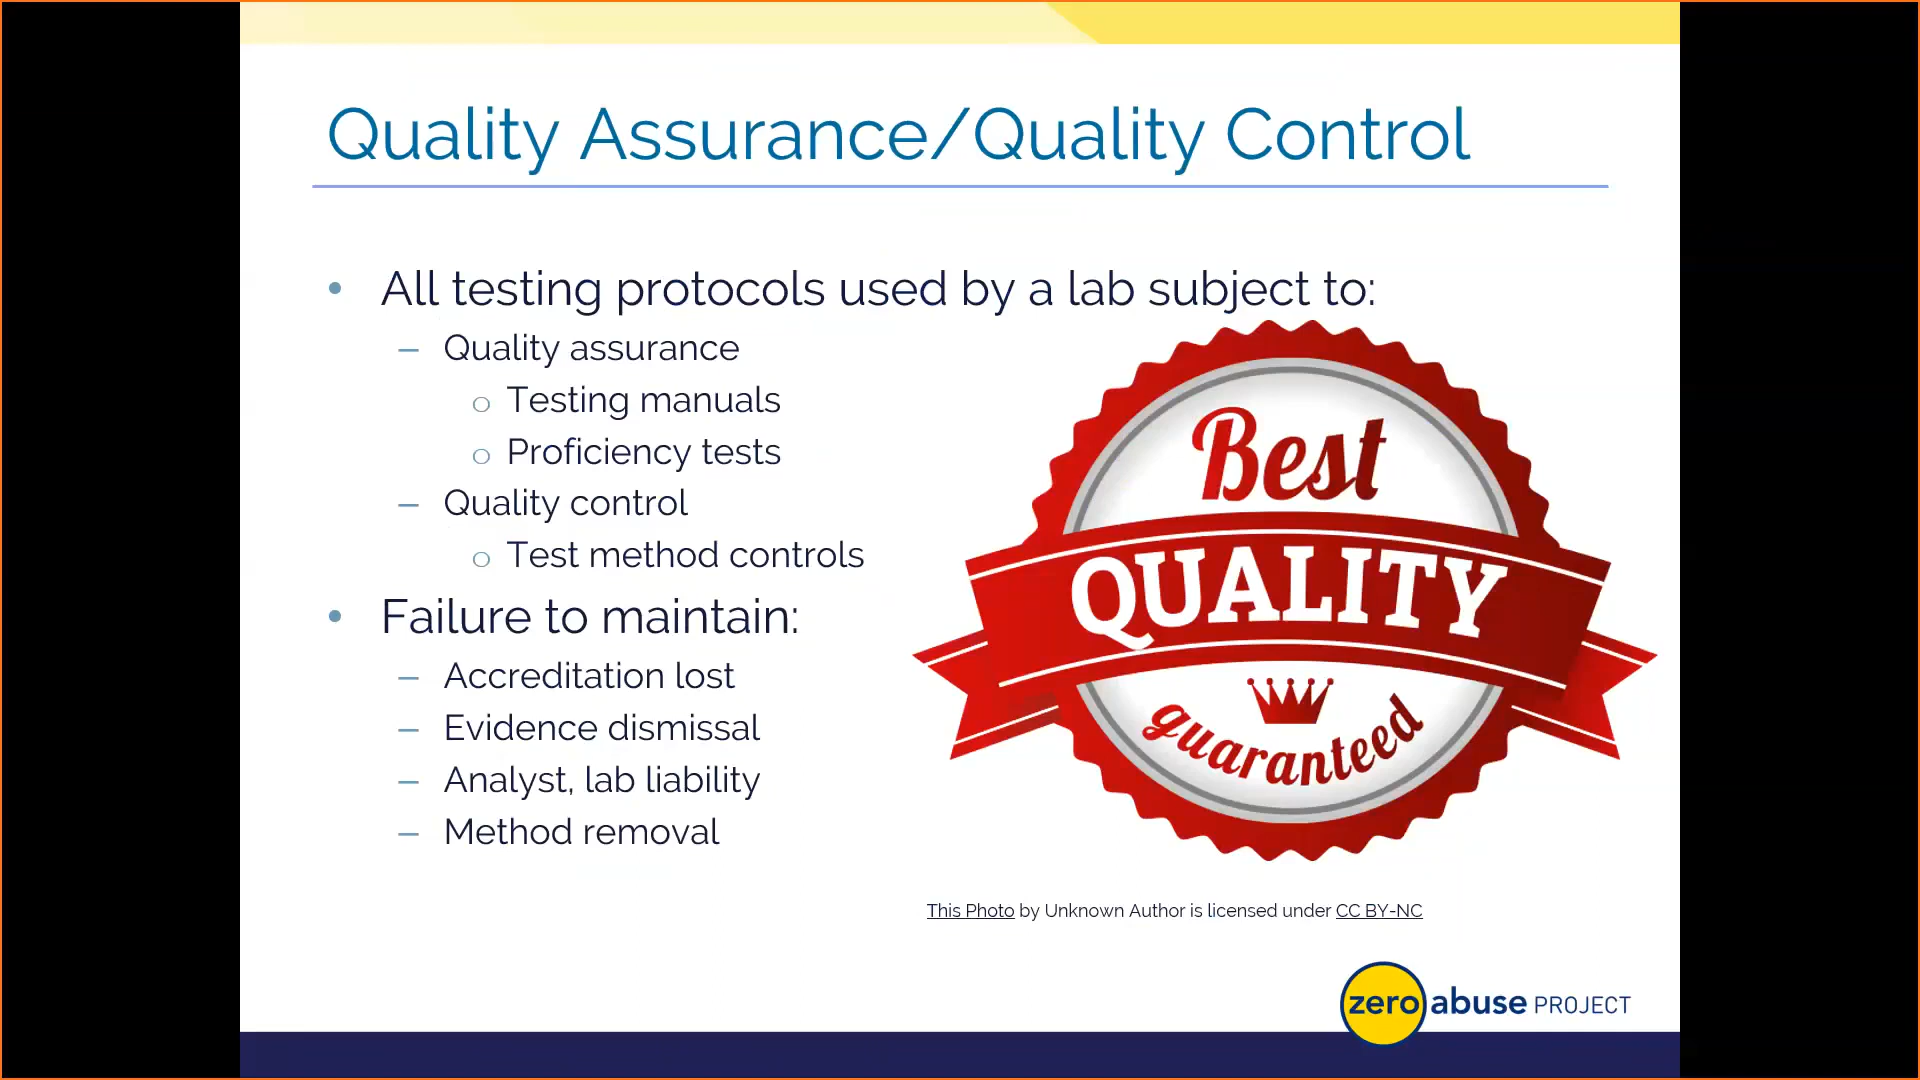 Quality Assurance/Quality Control
• All testing protocols used by a lab subject to:
– Quality assurance
o Testing manuals
o Proficiency tests
– Quality control
o Test method controls
• Failure to maintain:
– Accreditation lost
– Evidence dismissal
– Analyst, lab liability
– Method removal
Best
QUALITY
guaranteed
This Photo by Unknown Author is licensed under CC BY-NC
zero abuse PROJECT